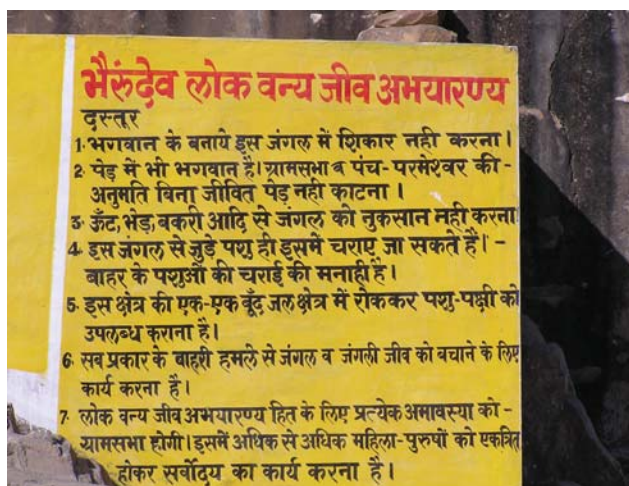 भैरुंदेव लोक वन्य जीव अभयारण्य
दस्तूर
1. भगवान के बनाये इस जंगल में शिकार नही करना।
2. पेड़ में भी भगवान है। ग्रामसभा व पंच-परमेश्वर की -
अनुमति बिना जीवित पेड़ नही काटना।
3. ऊँट, भेड़, बकरी आदि से जंगल को नुकसान नही करना
4. इस जंगल से जुड़े पशु ही इसमें चराए जा सकते हैं। -
बाहर के पशुओं की चराई की मनाही है।
5. इस क्षेत्र की एक-एक बूँद जल क्षेत्र में रोककर पशु-पक्षी को
उपलब्ध कराना है।
6. सब प्रकार के बाहरी हमले से जंगल व जंगली जीव को बचाने के लिए
कार्य करना है।
7. लोक वन्य जीव अभयारण्य हित के लिए प्रत्येक अमावस्या को -
ग्रामसभा होगी। इसमें अधिक से अधिक महिला-पुरुषों को एकत्रित
होकर सर्वोदय का कार्य करना है।